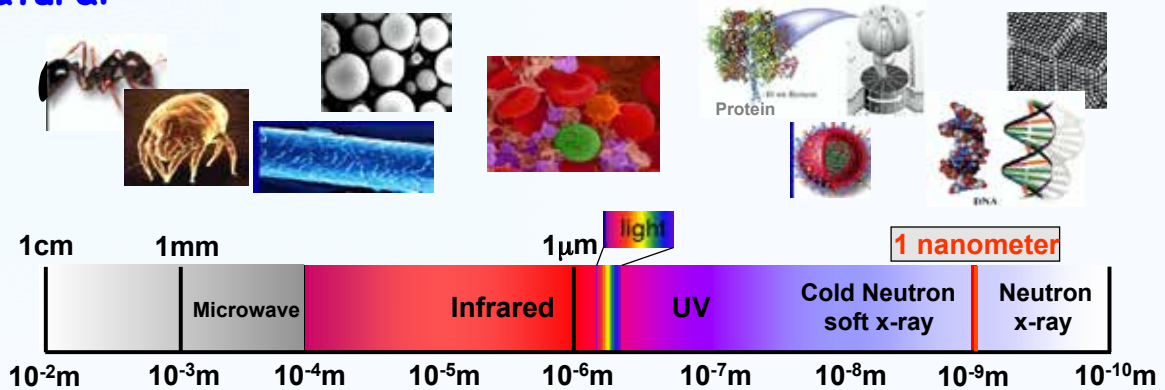 Protein
DNA
light
1cm 1mm 1μm 1 nanometer
Microwave Infrared UV Cold Neutron soft x-ray Neutron x-ray
10⁻²m 10⁻³m 10⁻⁴m 10⁻⁵m 10⁻⁶m 10⁻⁷m 10⁻⁸m 10⁻⁹m 10⁻¹⁰m